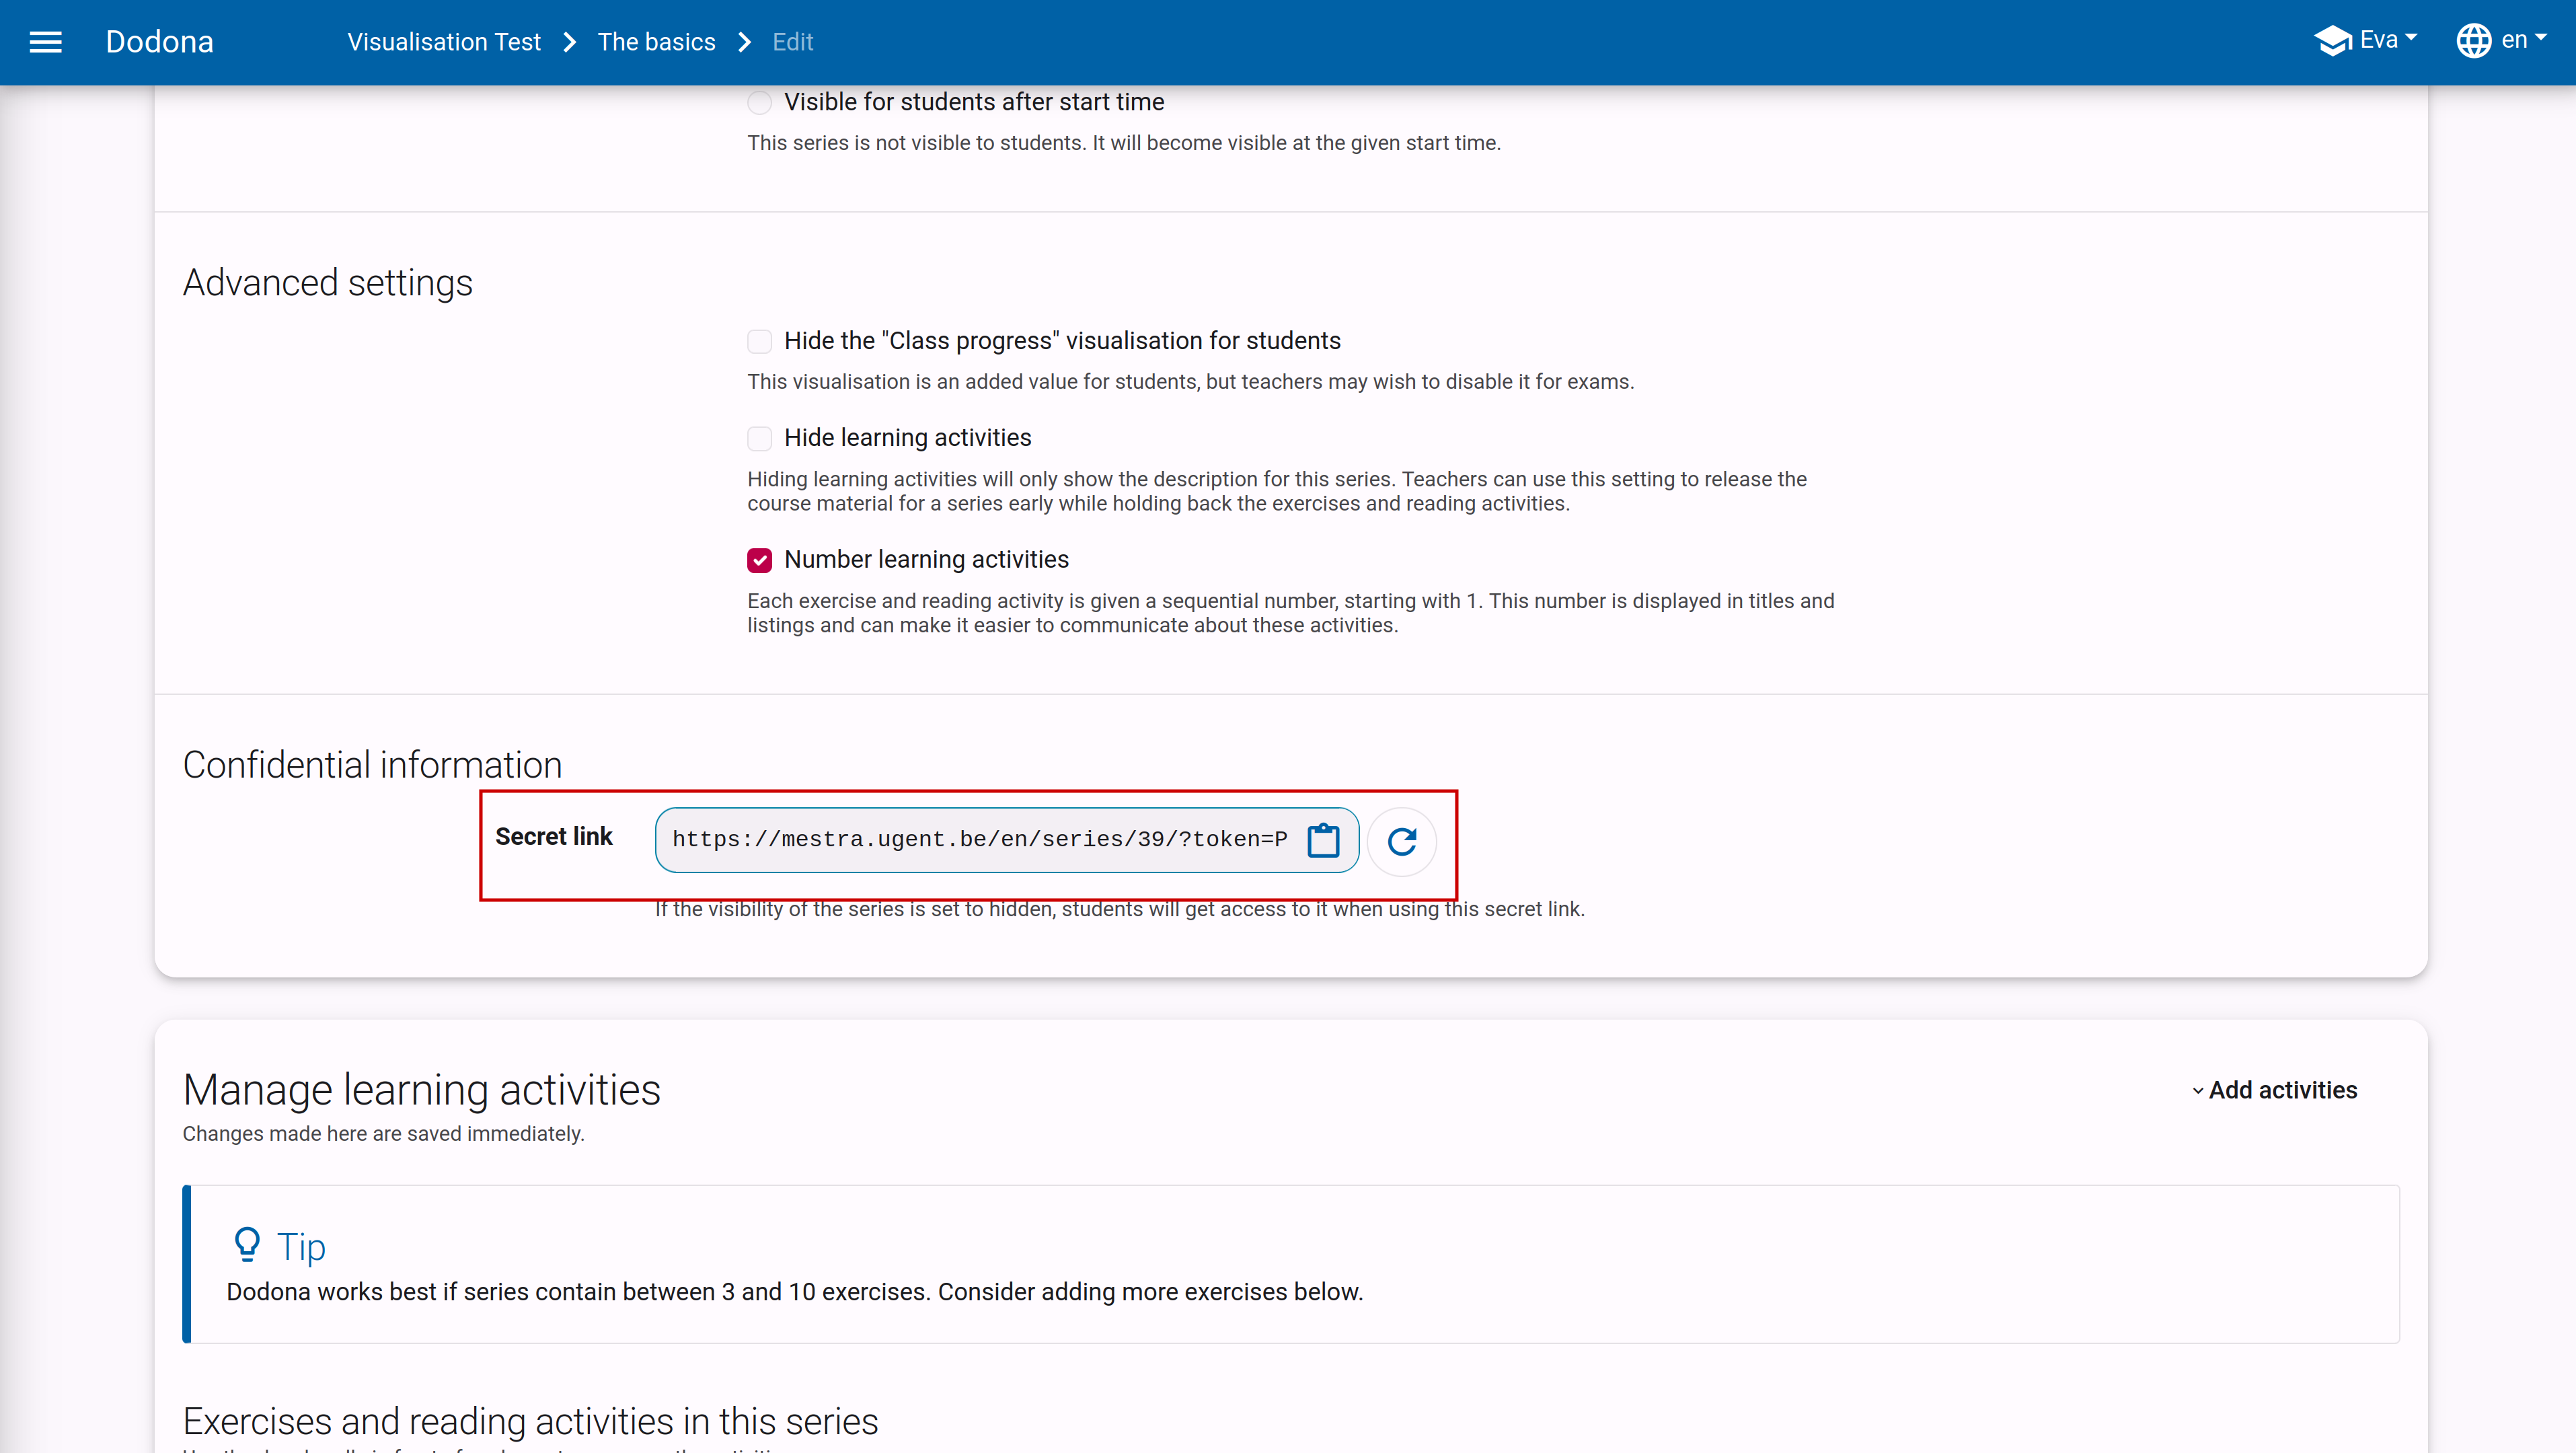 Dodona Visualisation Test The basics Edit Eva en
Visible for students after start time
This series is not visible to students. It will become visible at the given start time.
Advanced settings
Hide the "Class progress" visualisation for students
This visualisation is an added value for students, but teachers may wish to disable it for exams.
Hide learning activities
Hiding learning activities will only show the description for this series. Teachers can use this setting to release the
course material for a series early while holding back the exercises and reading activities.
Number learning activities
Each exercise and reading activity is given a sequential number, starting with 1. This number is displayed in titles and
listings and can make it easier to communicate about these activities.
Confidential information
Secret link https://mestra.ugent.be/en/series/39/?token=P
If the visibility of the series is set to hidden, students will get access to it when using this secret link.
Manage learning activities
Add activities
Changes made here are saved immediately.
Tip
Dodona works best if series contain between 3 and 10 exercises. Consider adding more exercises below.
Exercises and reading activities in this series